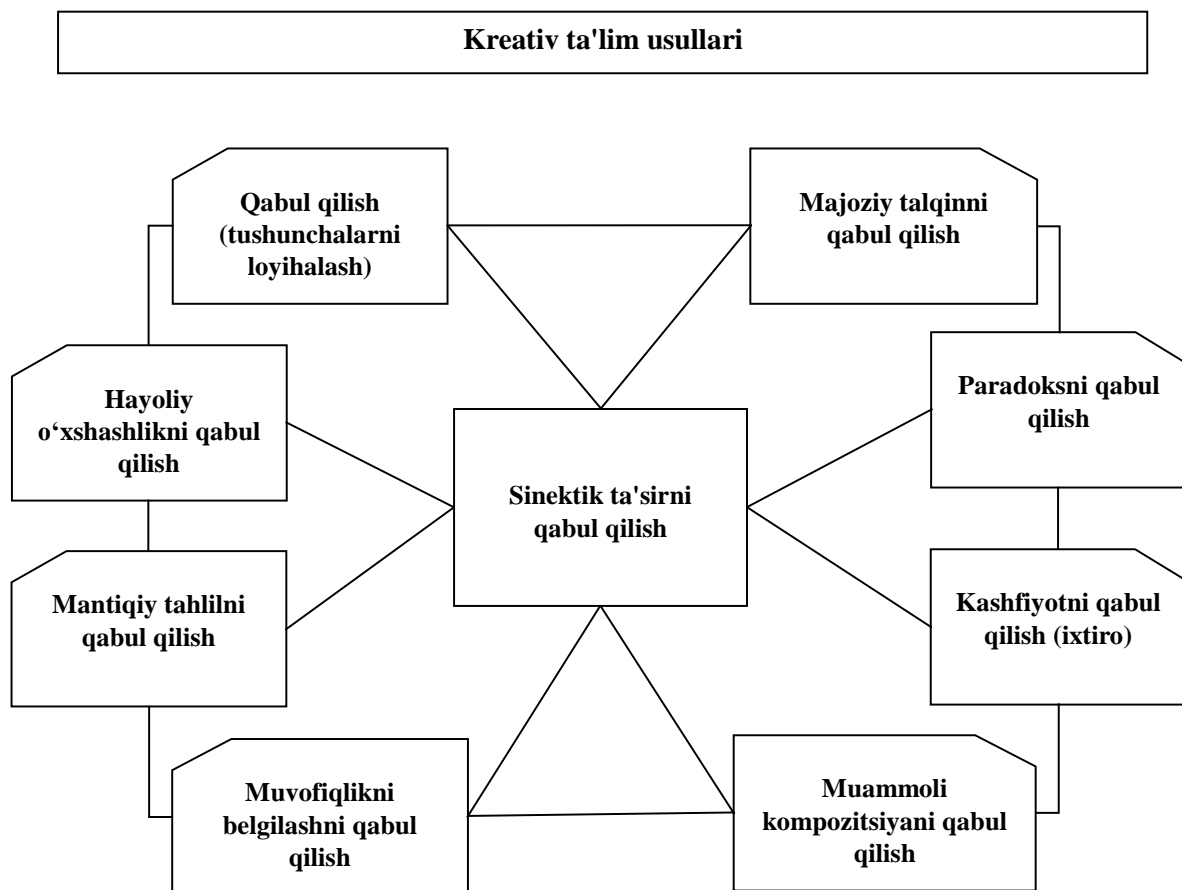 Kreativ ta'lim usullari
Qabul qilish
(tushunchalarni
loyihalash)
Majoziy talqinni
qabul qilish
Hayoliy
o‘xshashlikni qabul
qilish
Paradoksni qabul
qilish
Sinektik ta'sirni
qabul qilish
Mantiqiy tahlilni
qabul qilish
Kashfiyotni qabul
qilish (ixtiro)
Muvofiqlikni
belgilashni qabul
qilish
Muammoli
kompozitsiyani qabul
qilish